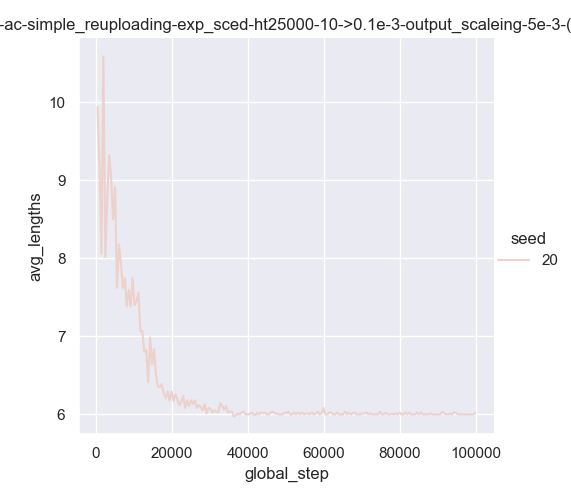 -ac-simple_reuploading-exp_sced-ht25000-10->0.1e-3-output_scaleing-5e-3-(
10
9
8
7
6
avg_lengths
0 20000 40000 60000 80000 100000
global_step
seed
20